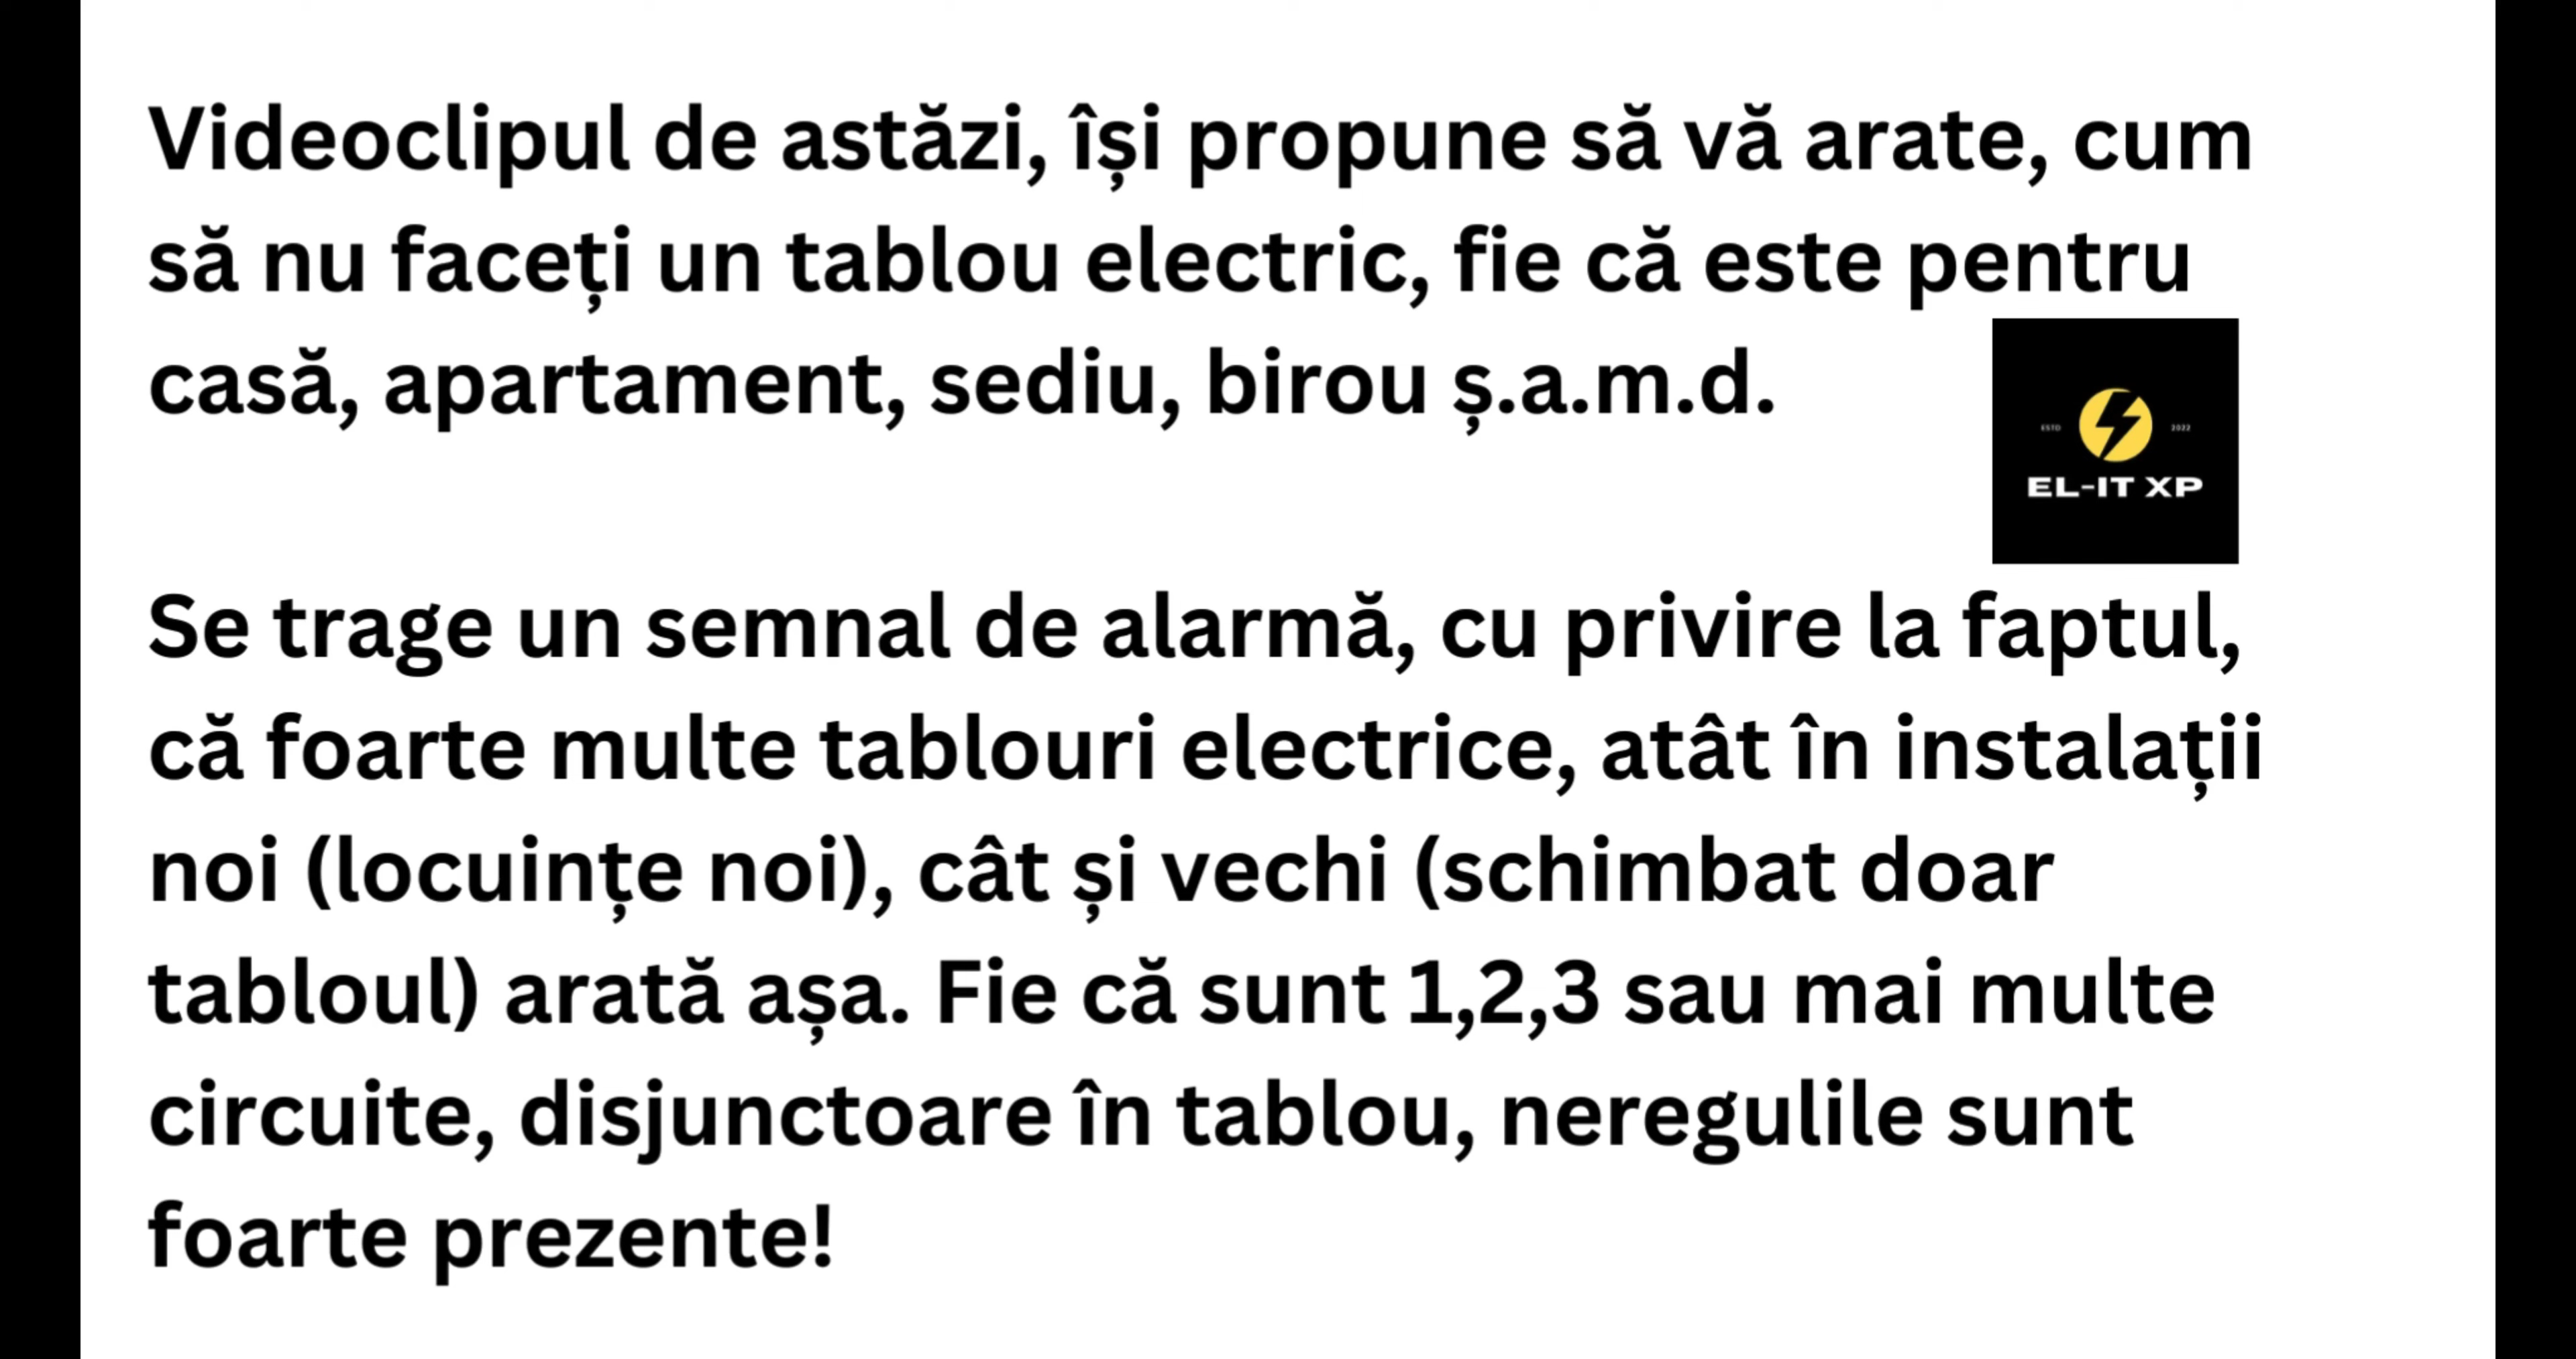 Videoclipul de astăzi, își propune să vă arate, cum
să nu faceți un tablou electric, fie că este pentru
casă, apartament, sediu, birou ș.a.m.d.
ESTD 2022
EL-IT XP
Se trage un semnal de alarmă, cu privire la faptul,
că foarte multe tablouri electrice, atât în instalații
noi (locuințe noi), cât și vechi (schimbat doar
tabloul) arată așa. Fie că sunt 1,2,3 sau mai multe
circuite, disjunctoare în tablou, neregulile sunt
foarte prezente!